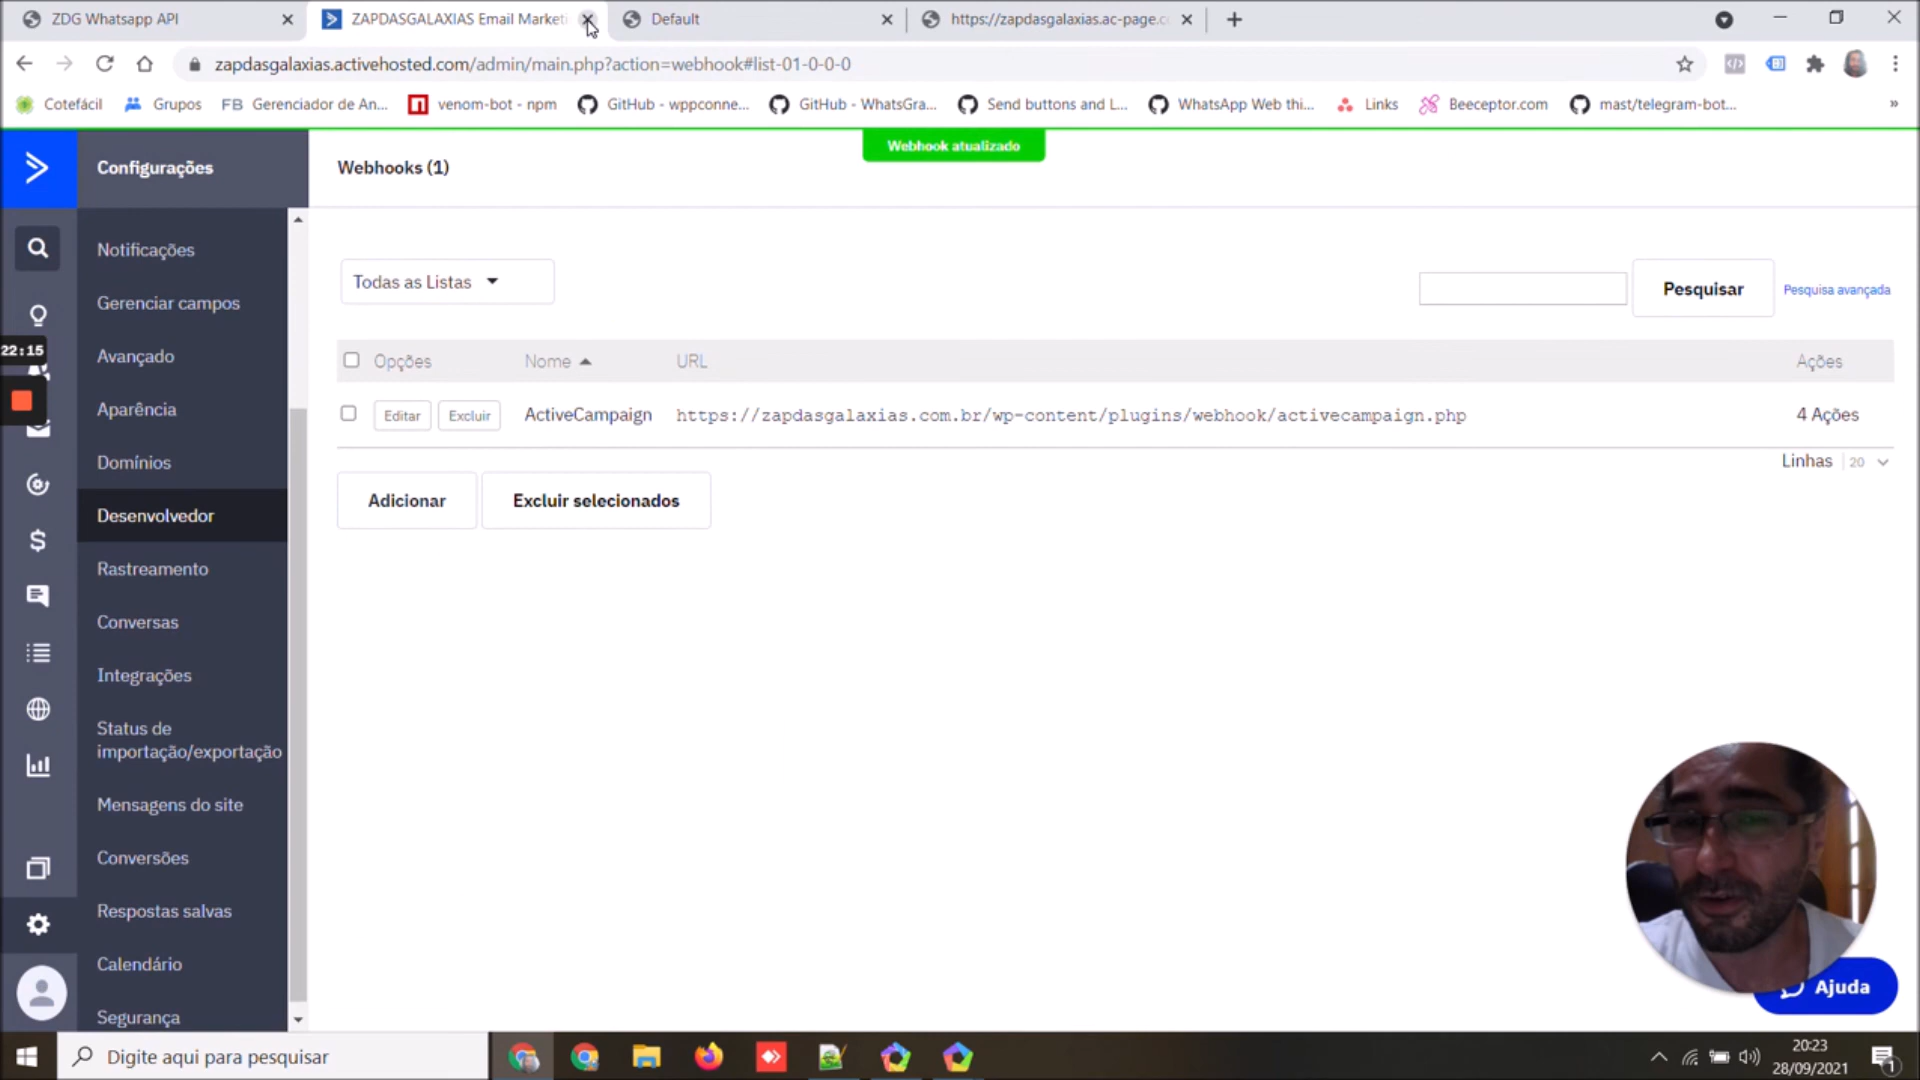 ZDG Whatsapp API
ZAPDASGALAXIAS Email Marketi
Default
https://zapdasgalaxias.ac-page.c
zapdasgalaxias.activehosted.com/admin/main.php?action=webhook#list-01-0-0-0
Cotefácil
Grupos
FB Gerenciador de An...
venom-bot - npm
GitHub - wppconne...
GitHub - WhatsGra...
Send buttons and L...
WhatsApp Web thi...
Links
Beeceptor.com
mast/telegram-bot...
»
Configurações
Webhooks (1)
Webhook atualizado
Notificações
Gerenciar campos
Avançado
Aparência
Domínios
Desenvolvedor
Rastreamento
Conversas
Integrações
Status de
importação/exportação
Mensagens do site
Conversões
Respostas salvas
Calendário
Segurança
22:15
Todas as Listas
Pesquisar
Pesquisa avançada
Opções
Nome
URL
Ações
Editar
Excluir
ActiveCampaign
https://zapdasgalaxias.com.br/wp-content/plugins/webhook/activecampaign.php
4 Ações
Linhas
20
Adicionar
Excluir selecionados
Ajuda
Digite aqui para pesquisar
20:23
28/09/2021
1